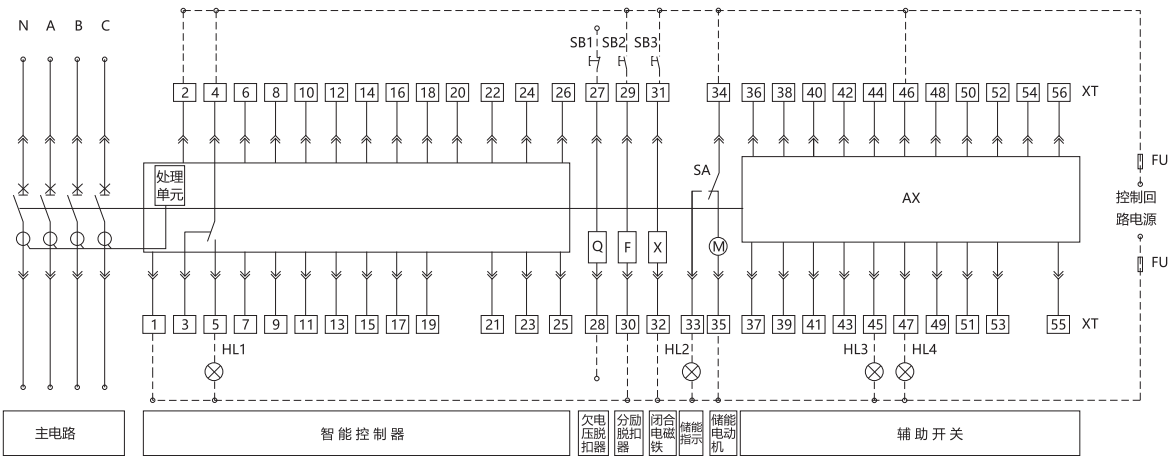 N A B C
SB1 SB2 SB3
2 4 6 8 10 12 14 16 18 20 22 24 26 27 29 31 34 36 38 40 42 44 46 48 50 52 54 56 XT
FU
处理
单元
SA
AX
控制回
路电源
Q F X M
FU
1 3 5 7 9 11 13 15 17 19 21 23 25 28 30 32 33 35 37 39 41 43 45 47 49 51 53 55 XT
HL1 HL2 HL3 HL4
主电路
智能控制器
欠电
压脱
扣器
分励
脱扣
器
闭合
电磁
铁
储能
指示
储能
电动
机
辅助开关